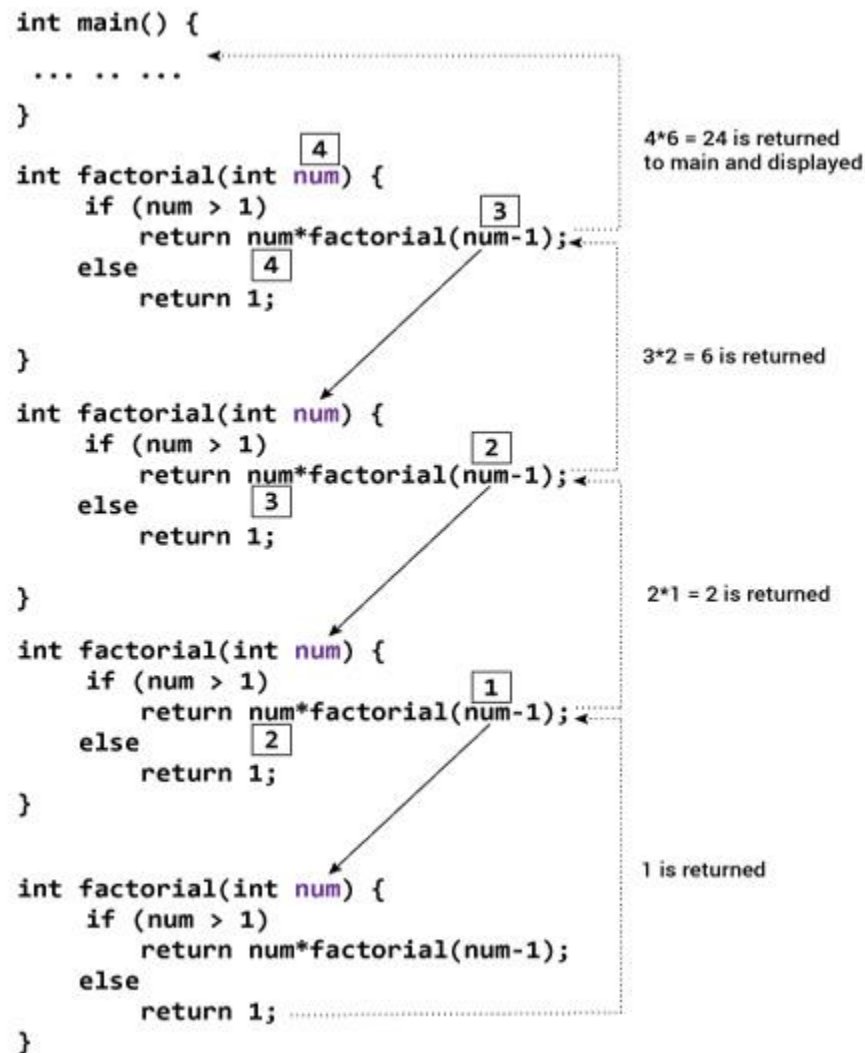 int main() {
... .. ...
}
4*6 = 24 is returned
to main and displayed
4
int factorial(int num) {
if (num > 1)
3
return num*factorial(num-1);
else
4
return 1;
}
3*2 = 6 is returned
int factorial(int num) {
if (num > 1)
2
return num*factorial(num-1);
else
3
return 1;
}
2*1 = 2 is returned
int factorial(int num) {
if (num > 1)
1
return num*factorial(num-1);
else
2
return 1;
}
1 is returned
int factorial(int num) {
if (num > 1)
return num*factorial(num-1);
else
return 1;
}